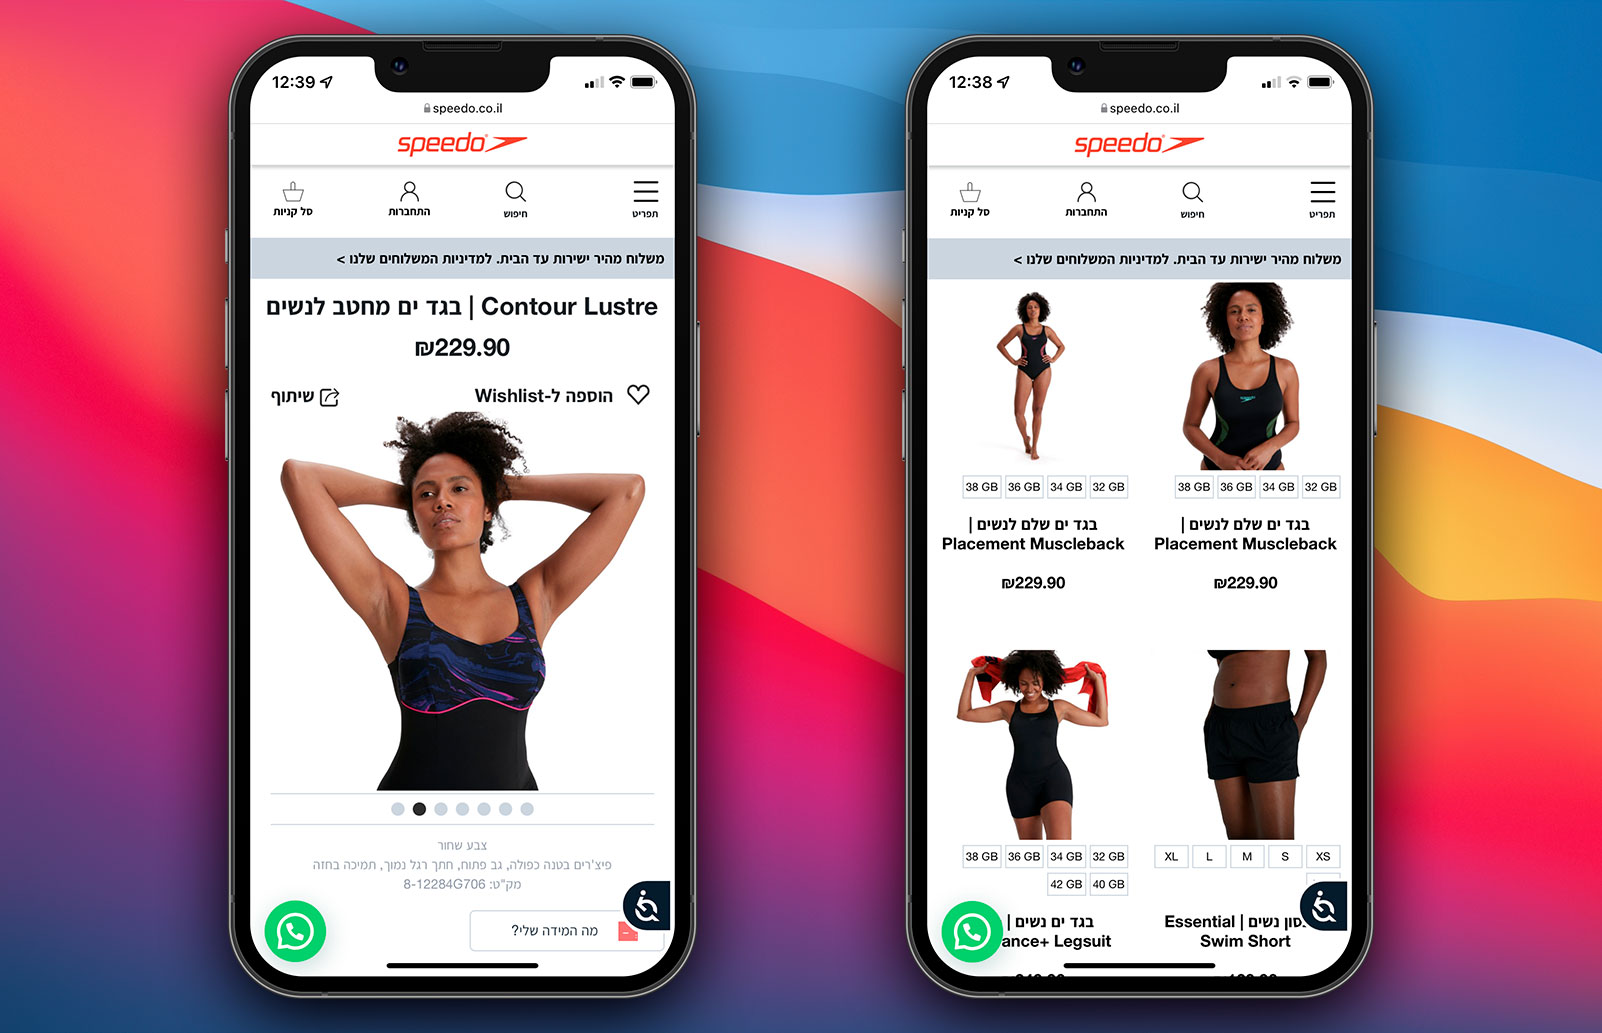 12:39
speedo.co.il
speedo
תפריט
חיפוש
התחברות
סל קניות
משלוח מהיר ישירות עד הבית. למדיניות המשלוחים שלנו >
Contour Lustre | בגד ים מחטב לנשים
₪229.90
הוספה ל-Wishlist
שיתוף
צבע שחור
פיצ'רים בטנה כפולה, גב פתוח, חתך רגל נמוך, תמיכה בחזה
מק"ט: 8-12284G706
מה המידה שלי?
12:38
speedo.co.il
speedo
תפריט
חיפוש
התחברות
סל קניות
משלוח מהיר ישירות עד הבית. למדיניות המשלוחים שלנו >
SPEEDO
38 GB 36 GB 34 GB 32 GB
בגד ים שלם לנשים |
Placement Muscleback
₪229.90
38 GB 36 GB 34 GB 32 GB
בגד ים שלם לנשים |
Placement Muscleback
₪229.90
XL L M S XS
נשים | Essential
Swim Short
38 GB 36 GB 34 GB 32 GB
42 GB 40 GB
בגד ים נשים |
Legsuit